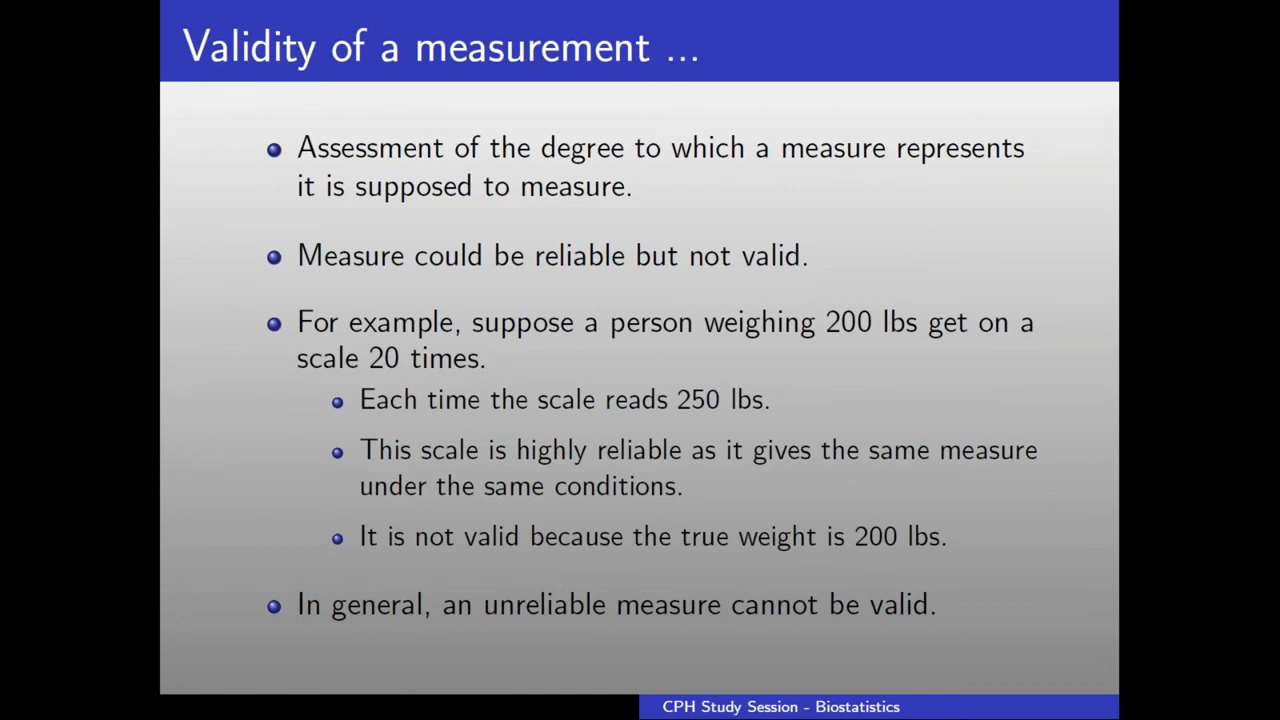 Validity of a measurement ...
Assessment of the degree to which a measure represents
it is supposed to measure.
Measure could be reliable but not valid.
For example, suppose a person weighing 200 lbs get on a
scale 20 times.
Each time the scale reads 250 lbs.
This scale is highly reliable as it gives the same measure
under the same conditions.
It is not valid because the true weight is 200 lbs.
In general, an unreliable measure cannot be valid.
CPH Study Session - Biostatistics